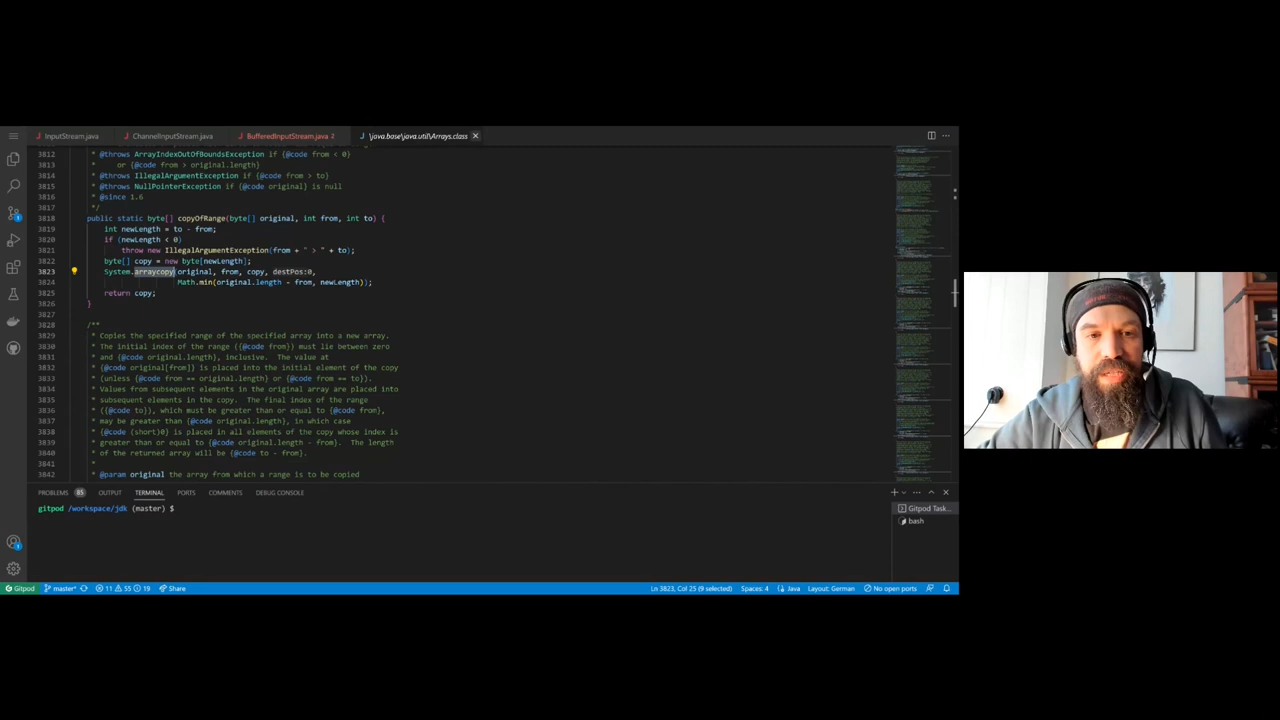 InputStream.java ChannelInputStream.java BufferedInputStream.java 2 \java.base\java.util\Arrays.class
3812 * @throws ArrayIndexOutOfBoundsException if {@code from < 0}
3813 * or {@code from > original.length}
3814 * @throws IllegalArgumentException if {@code from > to}
3815 * @throws NullPointerException if {@code original} is null
3816 * @since 1.6
3817 */
3818 public static byte[] copyOfRange(byte[] original, int from, int to) {
3819 int newLength = to - from;
3820 if (newLength < 0)
3821 throw new IllegalArgumentException(from + " > " + to);
3822 byte[] copy = new byte[newLength];
3823 System.arraycopy(original, from, copy, destPos:0,
3824 Math.min(original.length - from, newLength));
3825 return copy;
3826 }
3827
3828 /**
3829 * Copies the specified range of the specified array into a new array.
3830 * The initial index of the range ({@code from}) must lie between zero
3831 * and {@code original.length}, inclusive. The value at
3832 * {@code original[from]} is placed into the initial element of the copy
3833 * (unless {@code from == original.length} or {@code from == to}).
3834 * Values from subsequent elements in the original array are placed into
3835 * subsequent elements in the copy. The final index of the range
3836 * ({@code to}), which must be greater than or equal to {@code from},
3837 * may be greater than {@code original.length}, in which case
3838 * {@code (short)0} is placed in all elements of the copy whose index is
3839 * greater than or equal to {@code original.length - from}. The length
3840 * of the returned array will be {@code to - from}.
3841 *
3842 * @param original the array from which a range is to be copied
PROBLEMS 85 OUTPUT TERMINAL PORTS COMMENTS DEBUG CONSOLE
gitpod /workspace/jdk (master) $
Gitpod Task...
bash
Gitpod master* 11 55 19 Share Ln 3823, Col 25 (9 selected) Spaces: 4 Java Layout: German No open ports